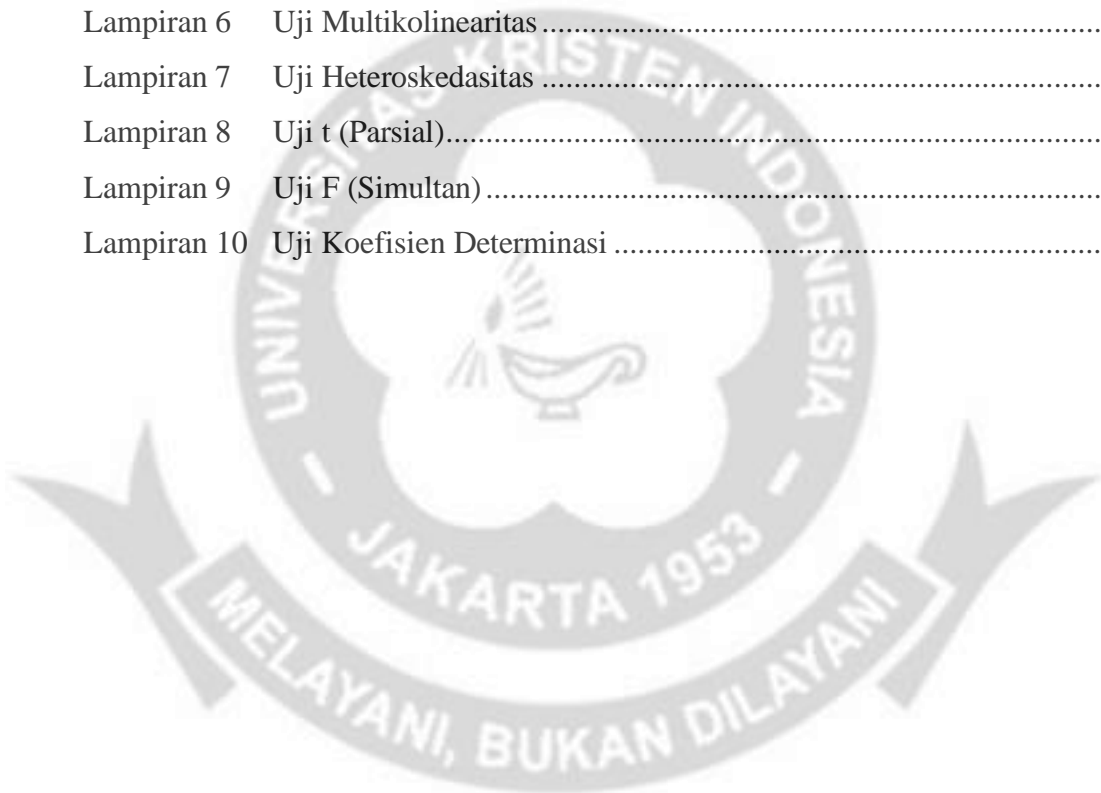 Lampiran 6 Uji Multikolinearitas ................................................................................
Lampiran 7 Uji Heteroskedasitas ................................................................................
Lampiran 8 Uji t (Parsial)................................................................................
Lampiran 9 Uji F (Simultan) ................................................................................
Lampiran 10 Uji Koefisien Determinasi ................................................................................
UNIVERSITAS KRISTEN INDONESIA
- JAKARTA 1953 -
MELAYANI, BUKAN DILAYANI